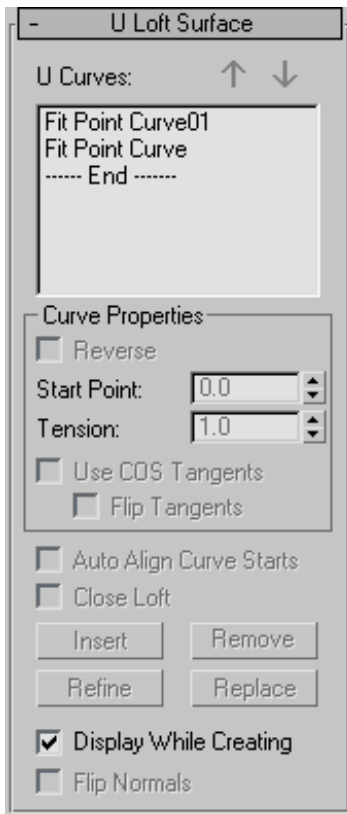 - U Loft Surface
U Curves:
Fit Point Curve01
Fit Point Curve
------ End -------
Curve Properties
Reverse
Start Point: 0.0
Tension: 1.0
Use COS Tangents
Flip Tangents
Auto Align Curve Starts
Close Loft
Insert Remove
Refine Replace
Display While Creating
Flip Normals